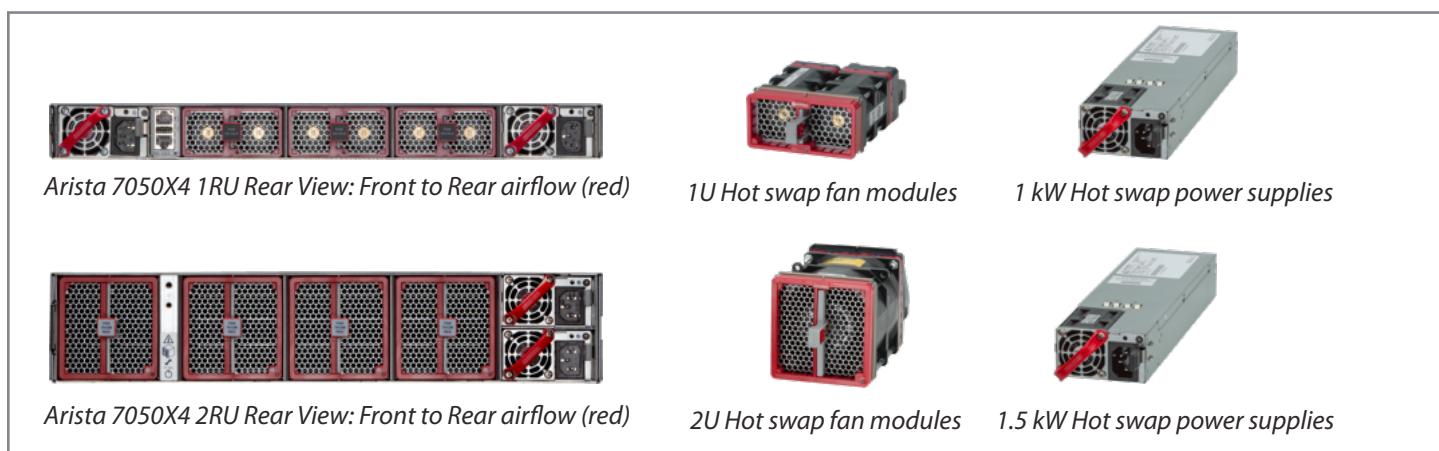 Arista 7050X4 1RU Rear View: Front to Rear airflow (red)
1U Hot swap fan modules
1 kW Hot swap power supplies
Arista 7050X4 2RU Rear View: Front to Rear airflow (red)
2U Hot swap fan modules
1.5 kW Hot swap power supplies